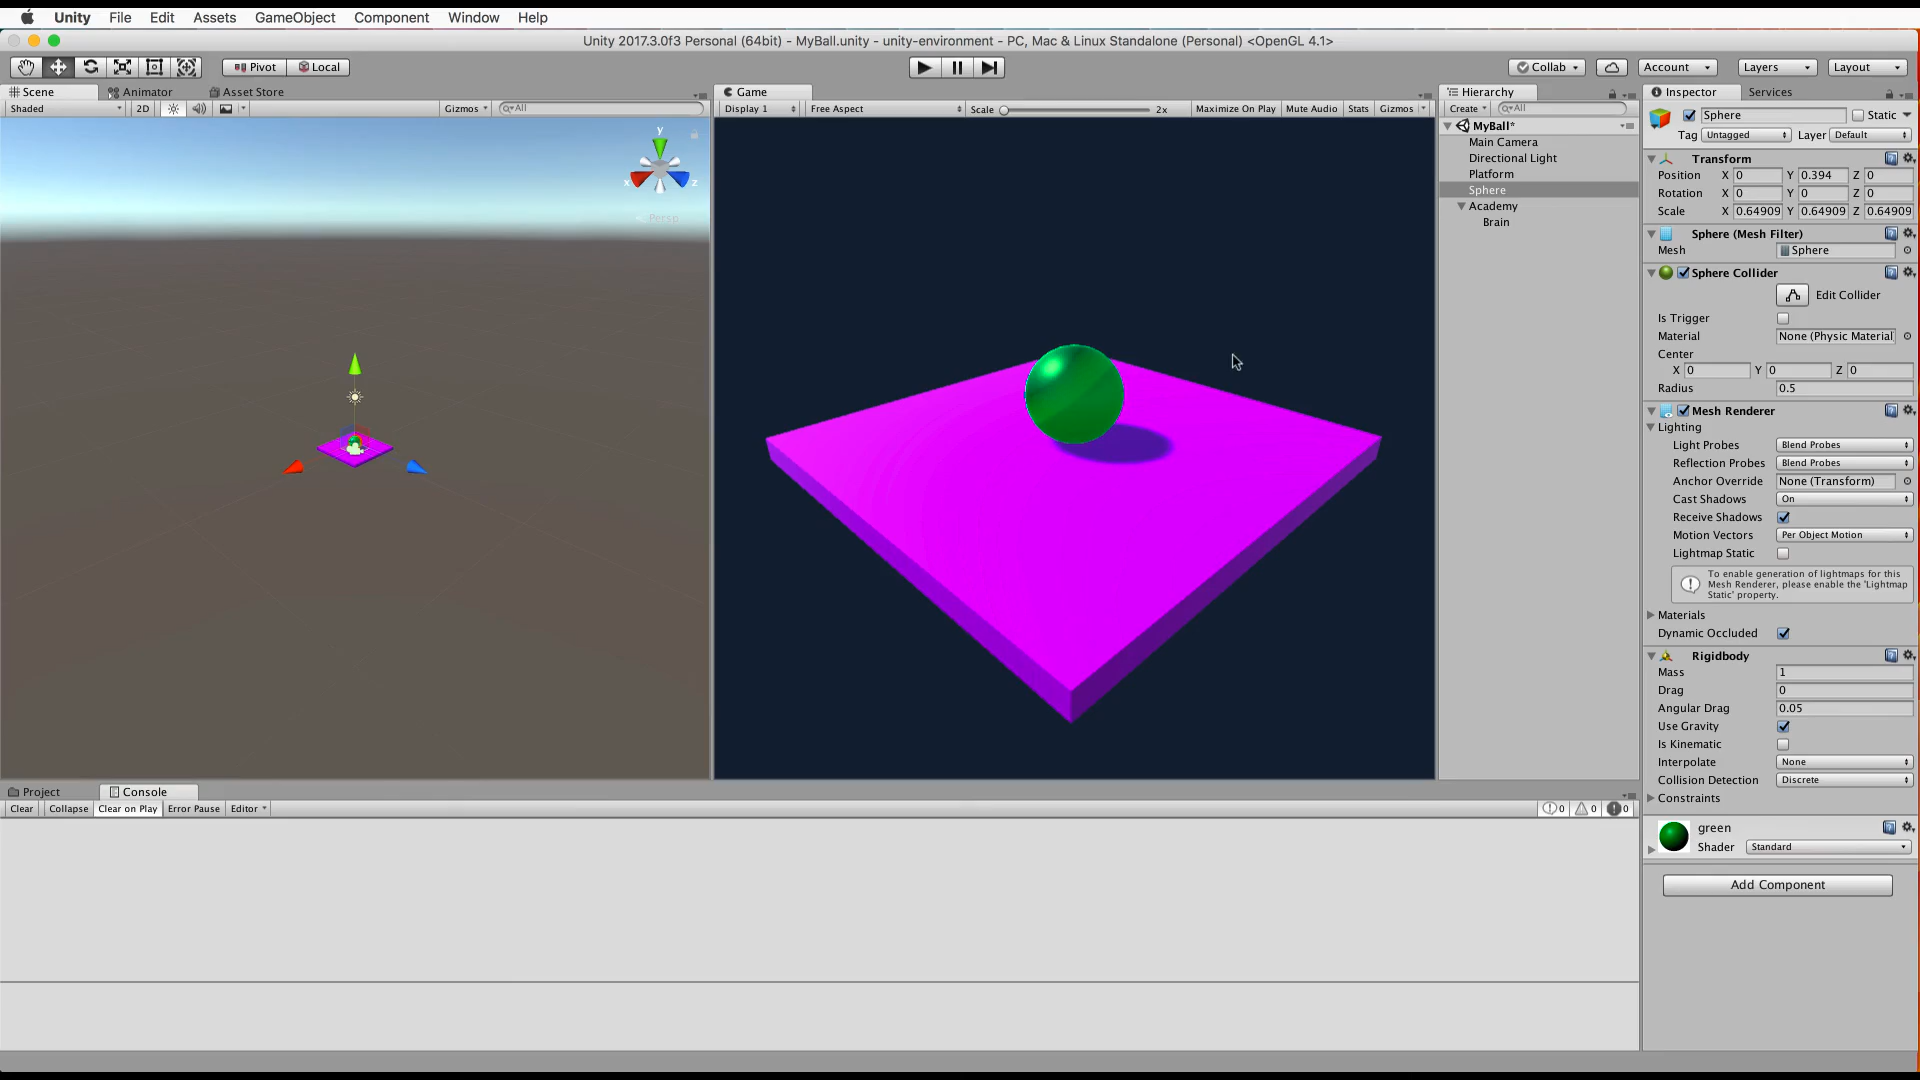 Unity File Edit Assets GameObject Component Window Help
Unity 2017.3.0f3 Personal (64bit) - MyBall.unity - unity-environment - PC, Mac & Linux Standalone (Personal) <OpenGL 4.1>
Pivot Local Collab Account Layers Layout
Scene Animator Asset Store
Shaded 2D Gizmos All
y
x z
Persp
Game
Display 1 Free Aspect Scale 2x Maximize On Play Mute Audio Stats Gizmos
Hierarchy
Create All
MyBall*
Main Camera
Directional Light
Platform
Sphere
Academy
Brain
Inspector Services
Sphere Static
Tag Untagged Layer Default
Transform
Position X 0 Y 0.394 Z 0
Rotation X 0 Y 0 Z 0
Scale X 0.64909 Y 0.64909 Z 0.64909
Sphere (Mesh Filter)
Mesh Sphere
Sphere Collider
Edit Collider
Is Trigger
Material None (Physic Material
Center
X 0 Y 0 Z 0
Radius 0.5
Mesh Renderer
Lighting
Light Probes Blend Probes
Reflection Probes Blend Probes
Anchor Override None (Transform)
Cast Shadows On
Receive Shadows
Motion Vectors Per Object Motion
Lightmap Static
To enable generation of lightmaps for this
Mesh Renderer, please enable the 'Lightmap
Static' property.
Materials
Dynamic Occluded
Rigidbody
Mass 1
Drag 0
Angular Drag 0.05
Use Gravity
Is Kinematic
Interpolate None
Collision Detection Discrete
Constraints
green
Shader Standard
Add Component
Project Console
Clear Collapse Clear on Play Error Pause Editor 0 0 0